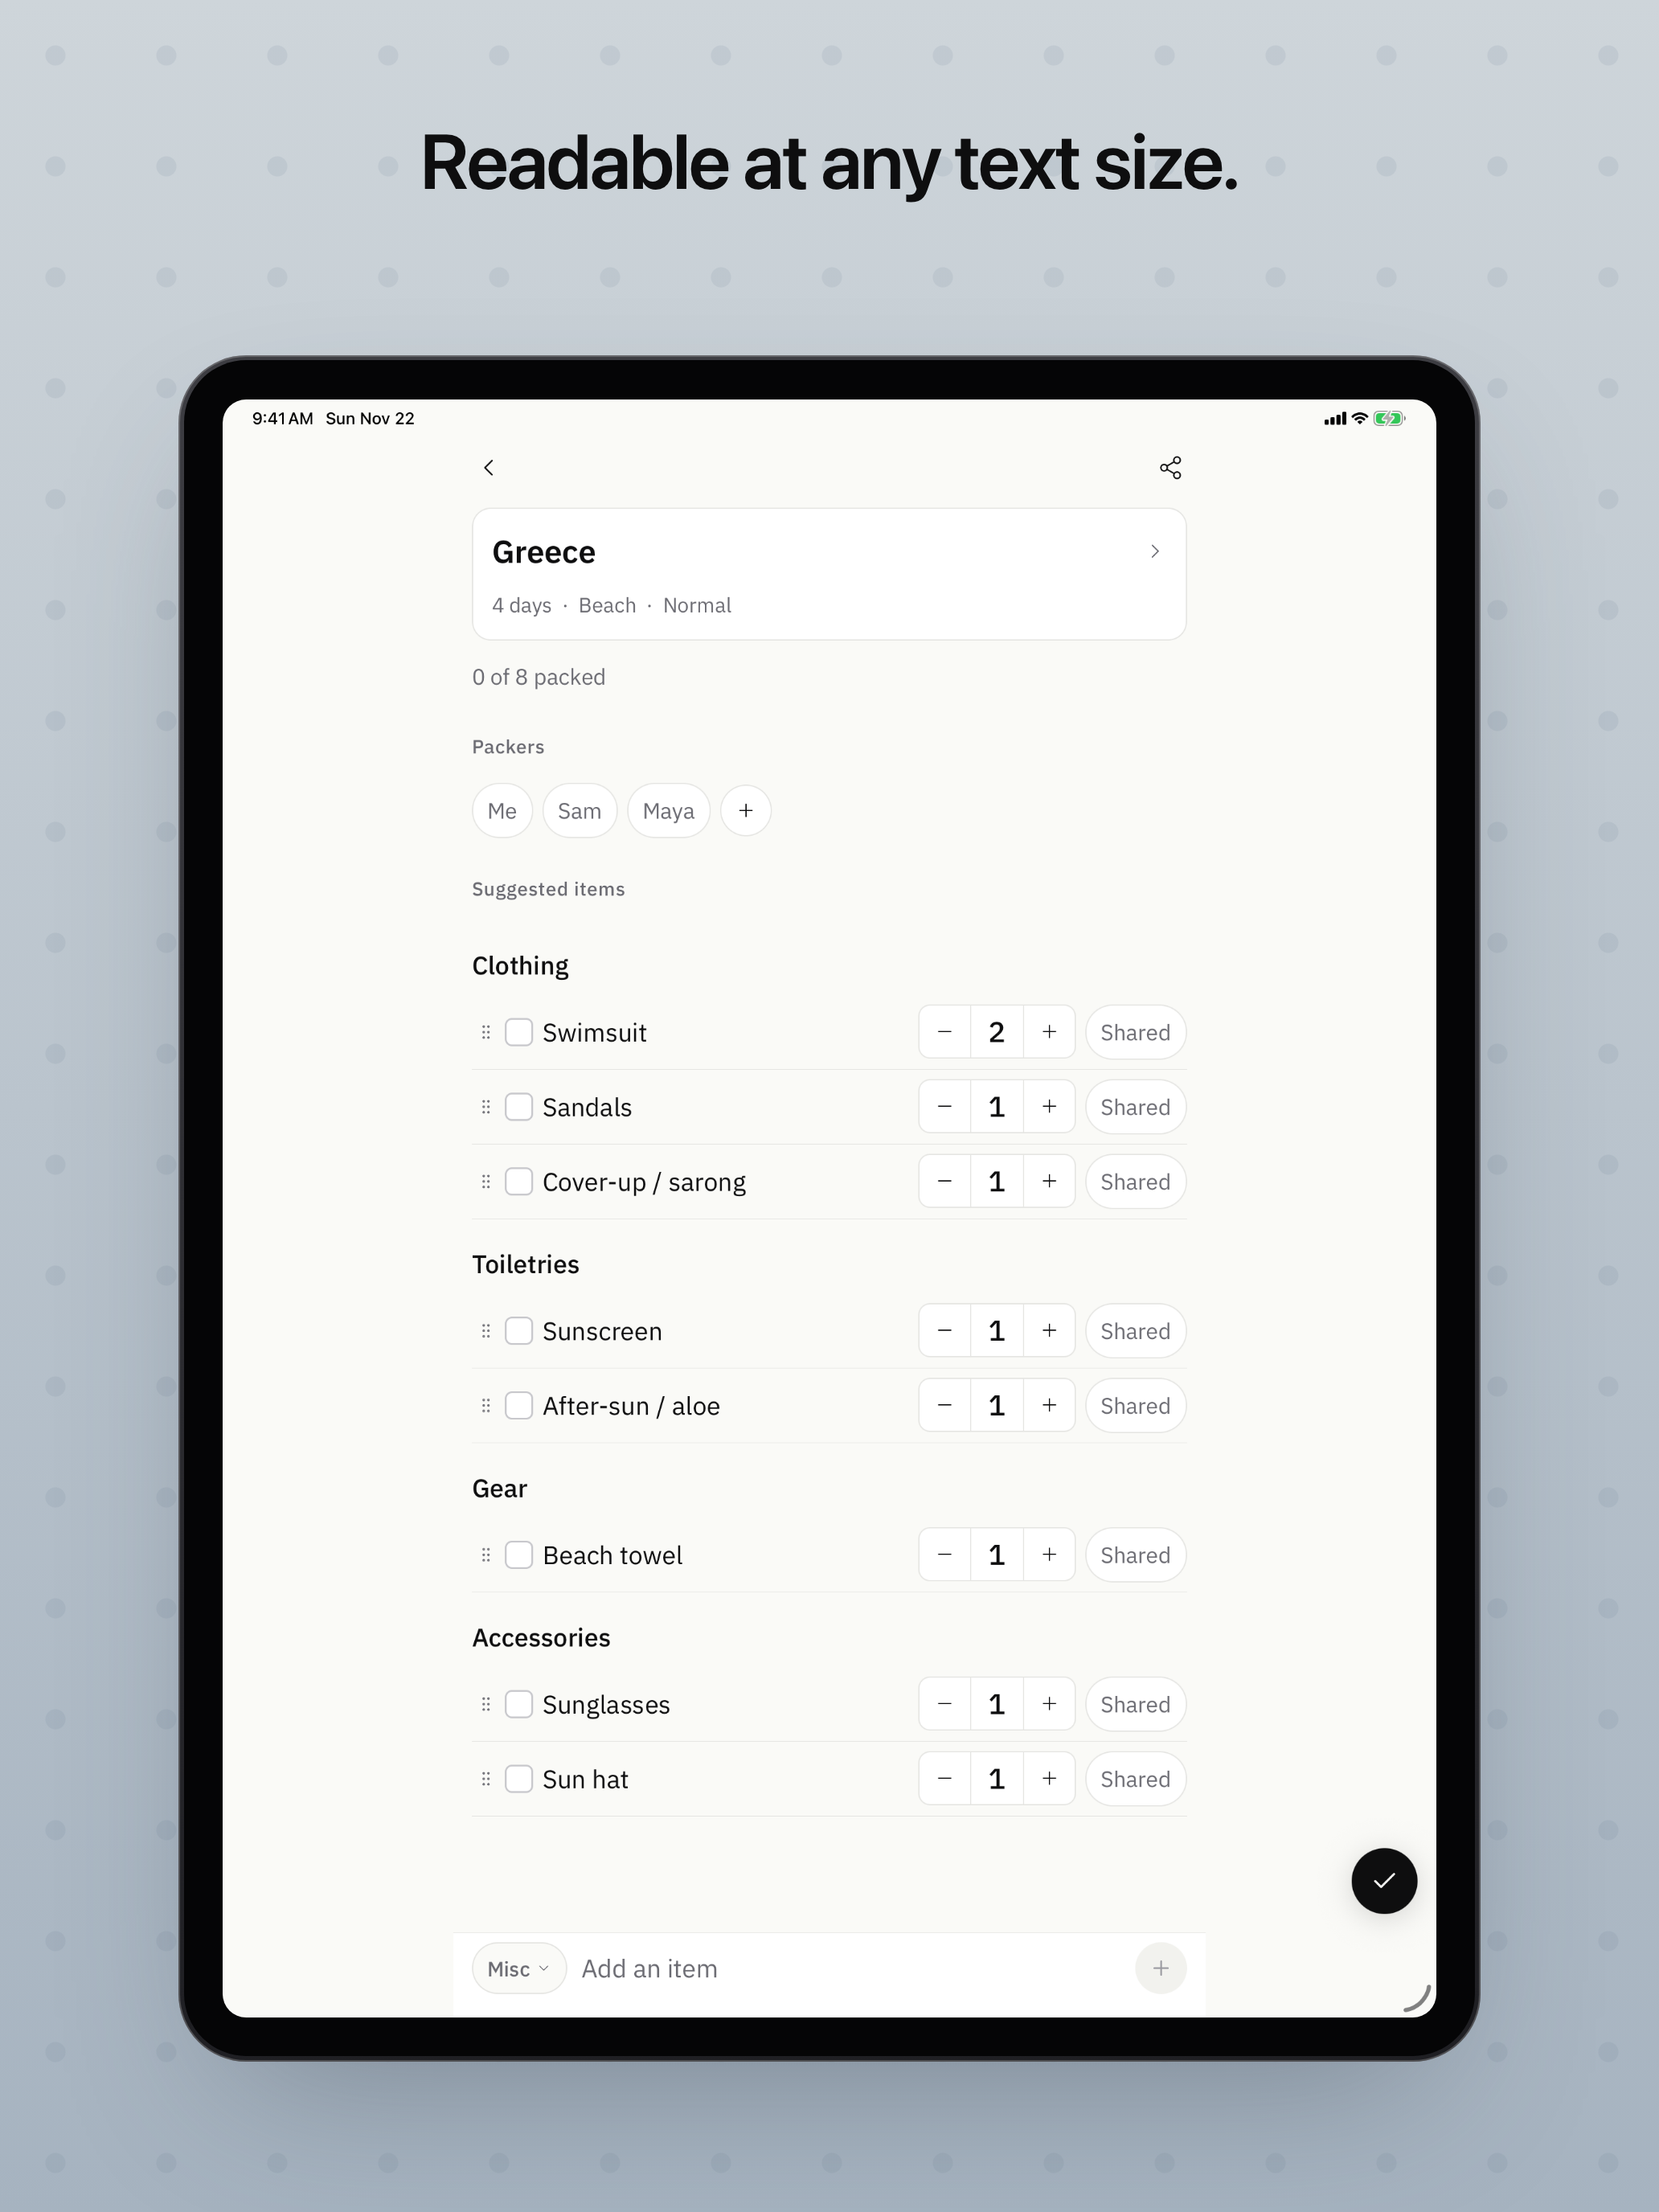 Readable at any text size.
9:41 AM Sun Nov 22
Greece
4 days · Beach · Normal
0 of 8 packed
Packers
Me Sam Maya +
Suggested items
Clothing
Swimsuit − 2 + Shared
Sandals − 1 + Shared
Cover-up / sarong − 1 + Shared
Toiletries
Sunscreen − 1 + Shared
After-sun / aloe − 1 + Shared
Gear
Beach towel − 1 + Shared
Accessories
Sunglasses − 1 + Shared
Sun hat − 1 + Shared
Misc Add an item +